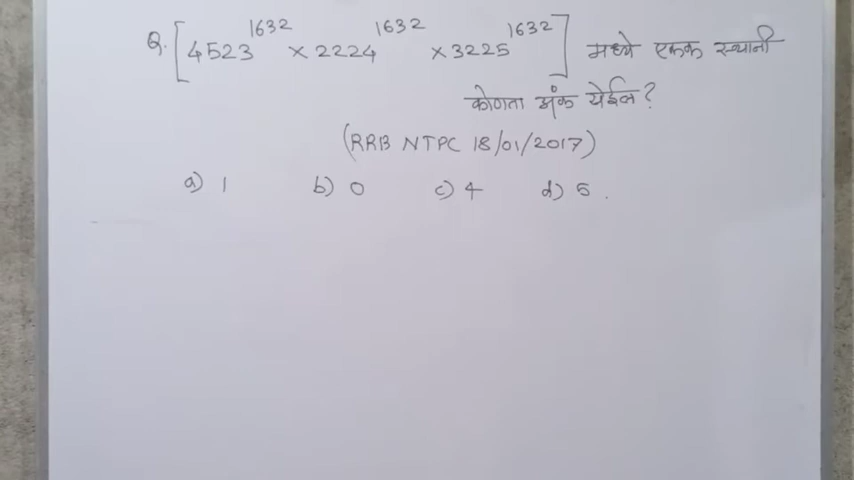 Q. [4523^1632 × 2224^1632 × 3225^1632] मध्ये एकक स्थानी
कोणता अंक येईल?
(RRB NTPC 18/01/2017)
a) 1 b) 0 c) 4 d) 5 .